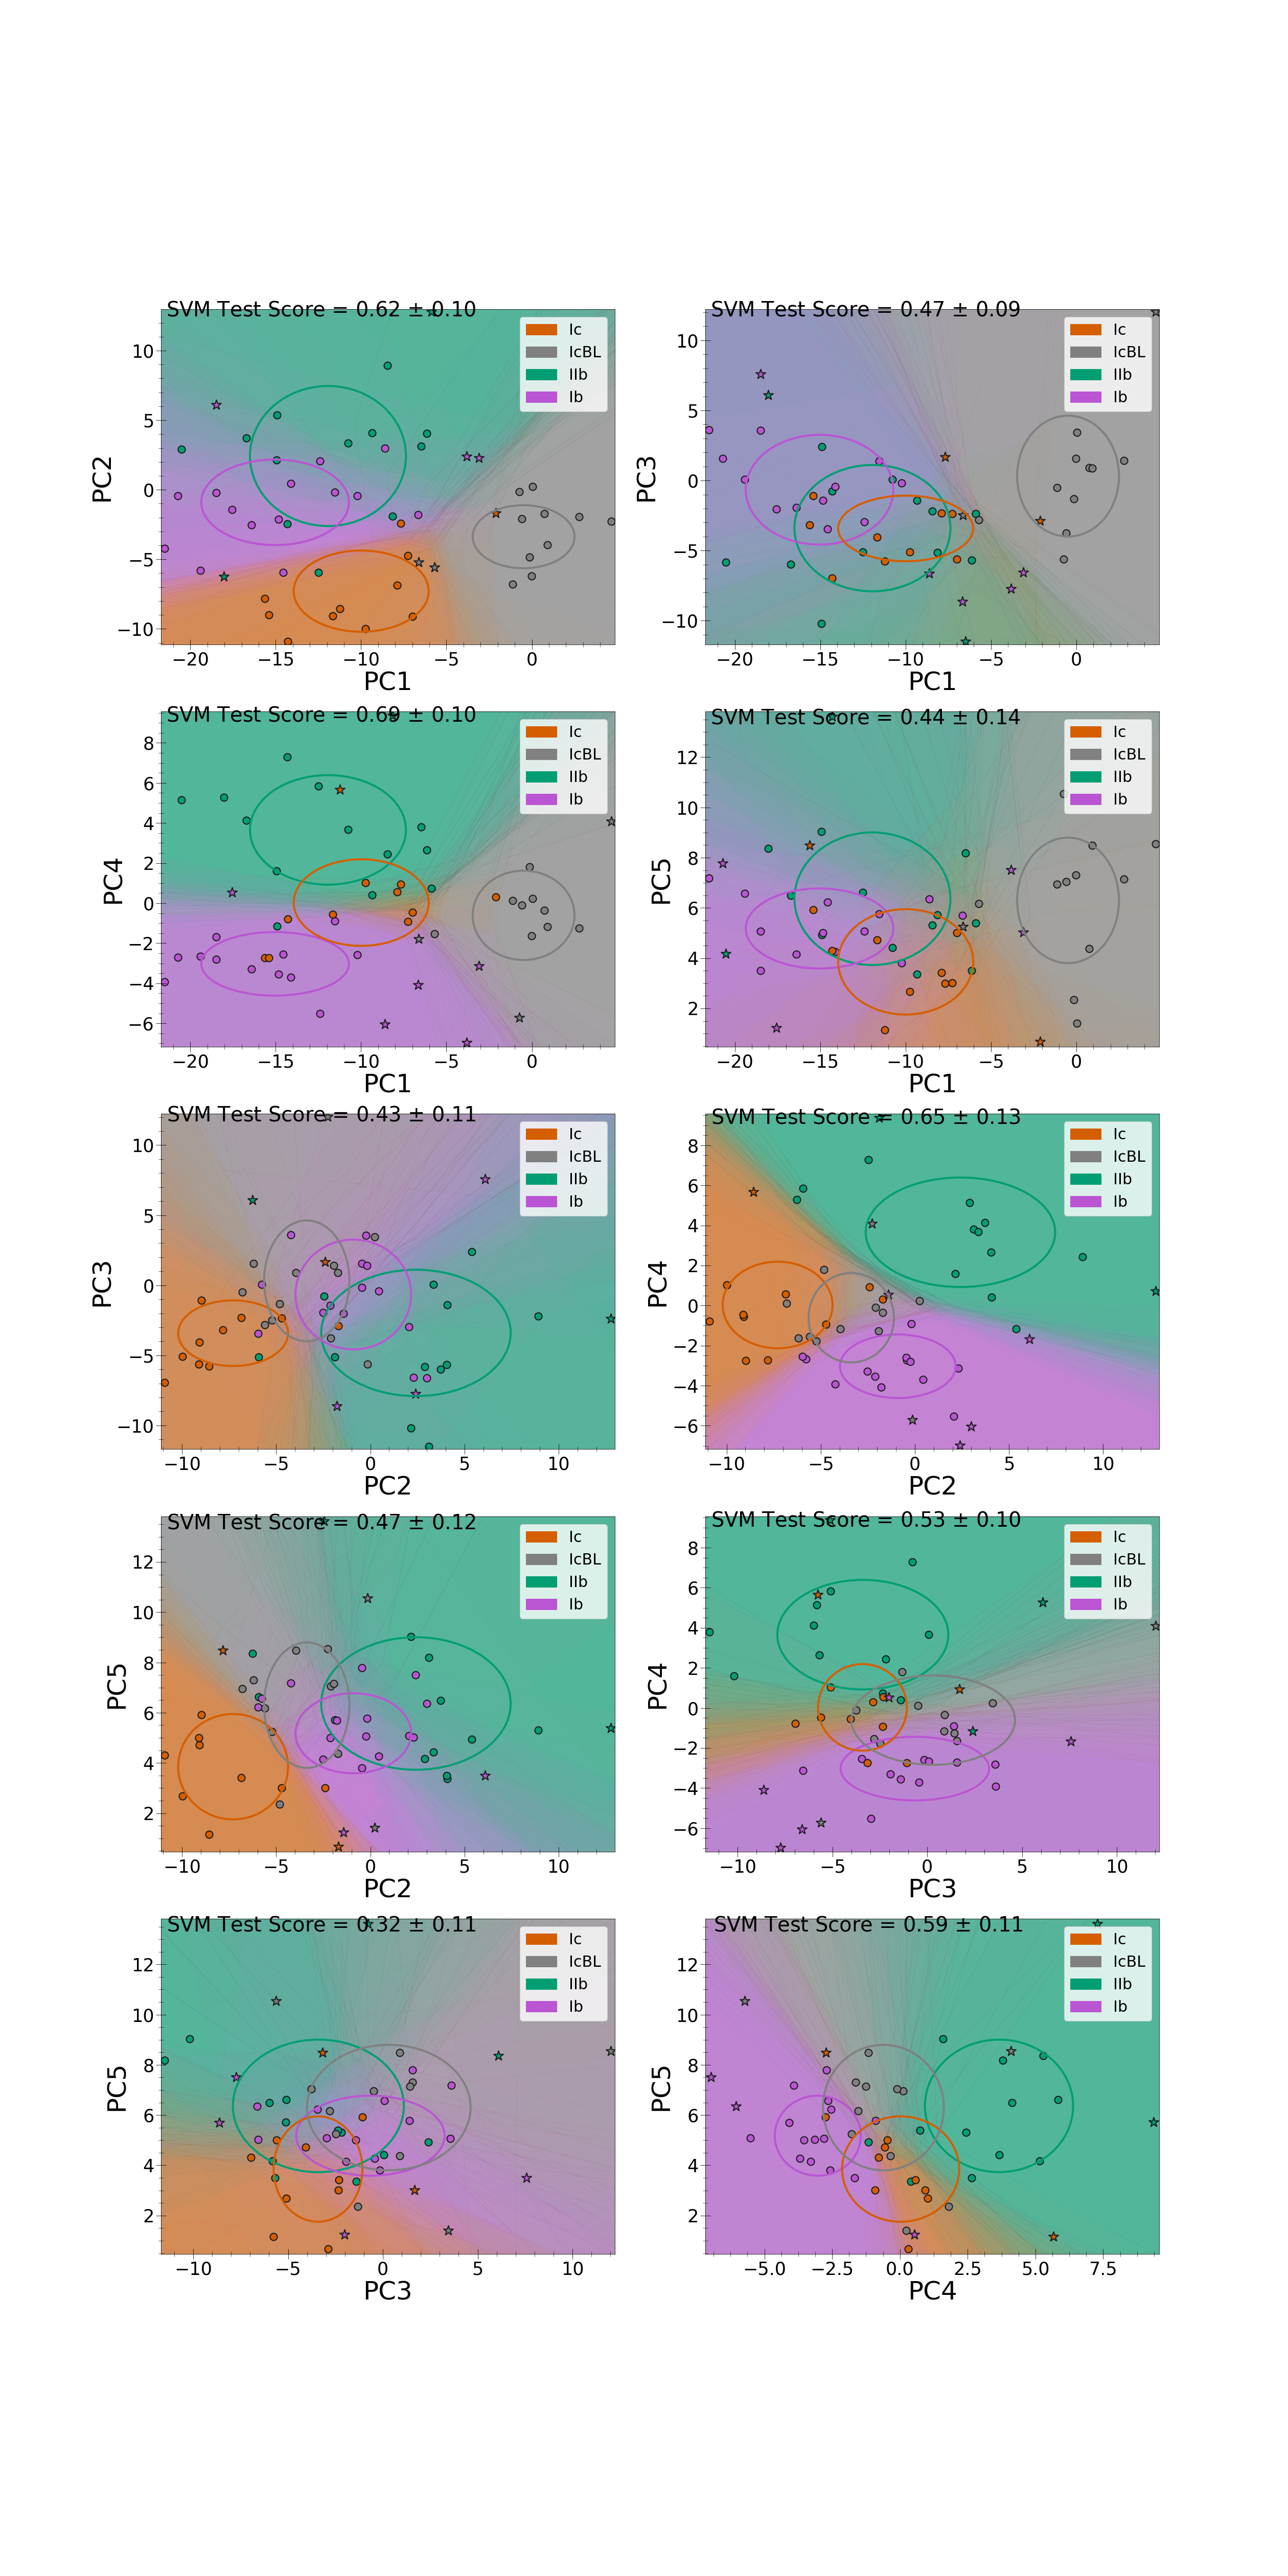 SVM Test Score = 0.62 ± 0.10
Ic
IcBL
IIb
Ib
10
5
0
−5
−10
PC2
−20 −15 −10 −5 0
PC1
SVM Test Score = 0.47 ± 0.09
Ic
IcBL
IIb
Ib
10
5
0
−5
−10
PC3
−20 −15 −10 −5 0
PC1
SVM Test Score = 0.69 ± 0.10
Ic
IcBL
IIb
Ib
8
6
4
2
0
−2
−4
−6
PC4
−20 −15 −10 −5 0
PC1
SVM Test Score = 0.44 ± 0.14
Ic
IcBL
IIb
Ib
12
10
8
6
4
2
PC5
−20 −15 −10 −5 0
PC1
SVM Test Score = 0.43 ± 0.11
Ic
IcBL
IIb
Ib
10
5
0
−5
−10
PC3
−10 −5 0 5 10
PC2
SVM Test Score = 0.65 ± 0.13
Ic
IcBL
IIb
Ib
8
6
4
2
0
−2
−4
−6
PC4
−10 −5 0 5 10
PC2
SVM Test Score = 0.47 ± 0.12
Ic
IcBL
IIb
Ib
12
10
8
6
4
2
PC5
−10 −5 0 5 10
PC2
SVM Test Score = 0.53 ± 0.10
Ic
IcBL
IIb
Ib
8
6
4
2
0
−2
−4
−6
PC4
−10 −5 0 5 10
PC3
SVM Test Score = 0.32 ± 0.11
Ic
IcBL
IIb
Ib
12
10
8
6
4
2
PC5
−10 −5 0 5 10
PC3
SVM Test Score = 0.59 ± 0.11
Ic
IcBL
IIb
Ib
12
10
8
6
4
2
PC5
−5.0 −2.5 0.0 2.5 5.0 7.5
PC4